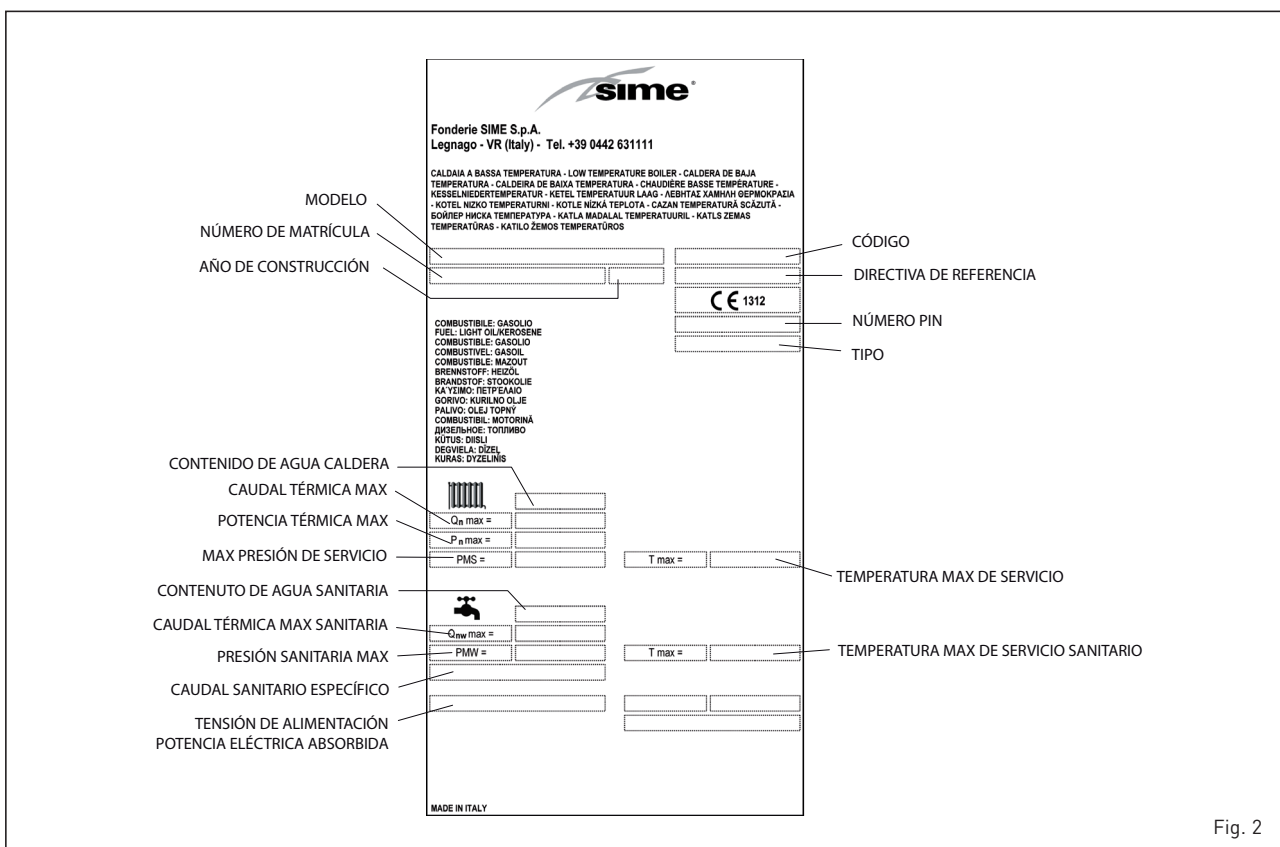 sime®
Fonderie SIME S.p.A.
Legnago - VR (Italy) - Tel. +39 0442 631111
CALDAIA A BASSA TEMPERATURA - LOW TEMPERATURE BOILER - CALDERA DE BAJA
TEMPERATURA - CALDEIRA DE BAIXA TEMPERATURA - CHAUDIÈRE BASSE TEMPÉRATURE -
KESSELNIEDERTEMPERATUR - KETEL TEMPERATUUR LAAG - ΛΕΒΗΤΑΣ ΧΑΜΗΛΗ ΘΕΡΜΟΚΡΑΣΙΑ
- KOTEL NIZKO TEMPERATURNI - KOTLE NÍZKÁ TEPLOTA - CAZAN TEMPERATURĂ SCĂZUTĂ -
БОЙЛЕР НИСКА ТЕМПЕРАТУРА - KATLA MADALAL TEMPERATUURIL - KATLS ZEMAS
TEMPERATŪRAS - KATILO ŽEMOS TEMPERATŪROS
MODELO
NÚMERO DE MATRÍCULA
AÑO DE CONSTRUCCIÓN
CÓDIGO
DIRECTIVA DE REFERENCIA
CE 1312
NÚMERO PIN
TIPO
COMBUSTIBILE: GASOLIO
FUEL: LIGHT OIL/KEROSENE
COMBUSTIBLE: GASOLIO
COMBUSTIVEL: GASOIL
COMBUSTIBLE: MAZOUT
BRENNSTOFF: HEIZÖL
BRANDSTOF: STOOKOLIE
ΚΑΎΣΙΜΟ: ΠΕΤΡΈΛΑΙΟ
GORIVO: KURILNO OLJE
PALIVO: OLEJ TOPNÝ
COMBUSTIBIL: MOTORINĂ
ДИЗЕЛЬНОЕ: ТОПЛИВО
KÜTUS: DIISLI
DEGVIELA: DĪZEĻ
KURAS: DYZELINIS
CONTENIDO DE AGUA CALDERA
CAUDAL TÉRMICA MAX
Qn max =
POTENCIA TÉRMICA MAX
Pn max =
MAX PRESIÓN DE SERVICIO
PMS =
T max =
TEMPERATURA MAX DE SERVICIO
CONTENUTO DE AGUA SANITARIA
CAUDAL TÉRMICA MAX SANITARIA
Qnw max =
PRESIÓN SANITARIA MAX
PMW =
T max =
TEMPERATURA MAX DE SERVICIO SANITARIO
CAUDAL SANITARIO ESPECÍFICO
TENSIÓN DE ALIMENTACIÓN
POTENCIA ELÉCTRICA ABSORBIDA
MADE IN ITALY
Fig. 2